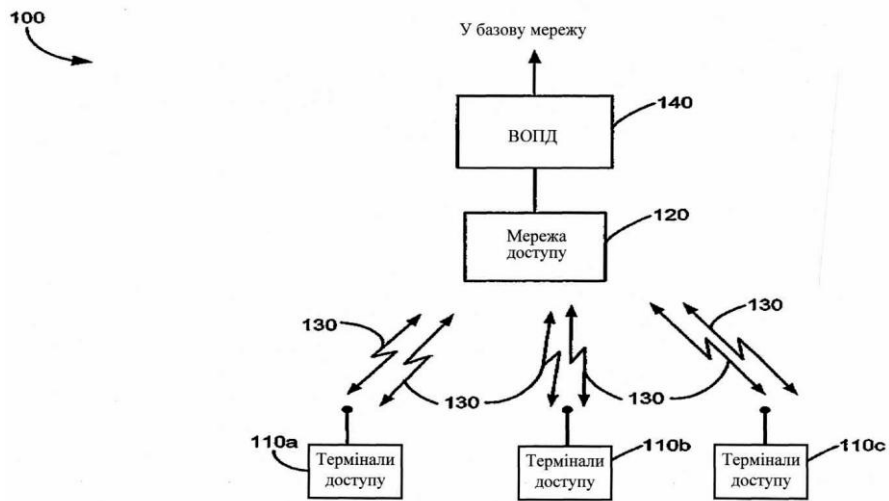 100
У базову мережу
140
ВОПД
120
Мережа
доступу
130
130
130
130
110a
Термінали
доступу
110b
Термінали
доступу
110c
Термінали
доступу